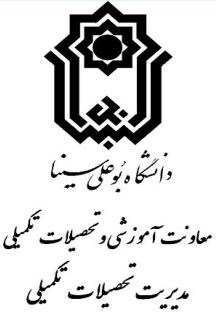 دانشگاه بوعلی سینا
معاونت آموزشی و تحصیلات تکمیلی
مدیریت تحصیلات تکمیلی